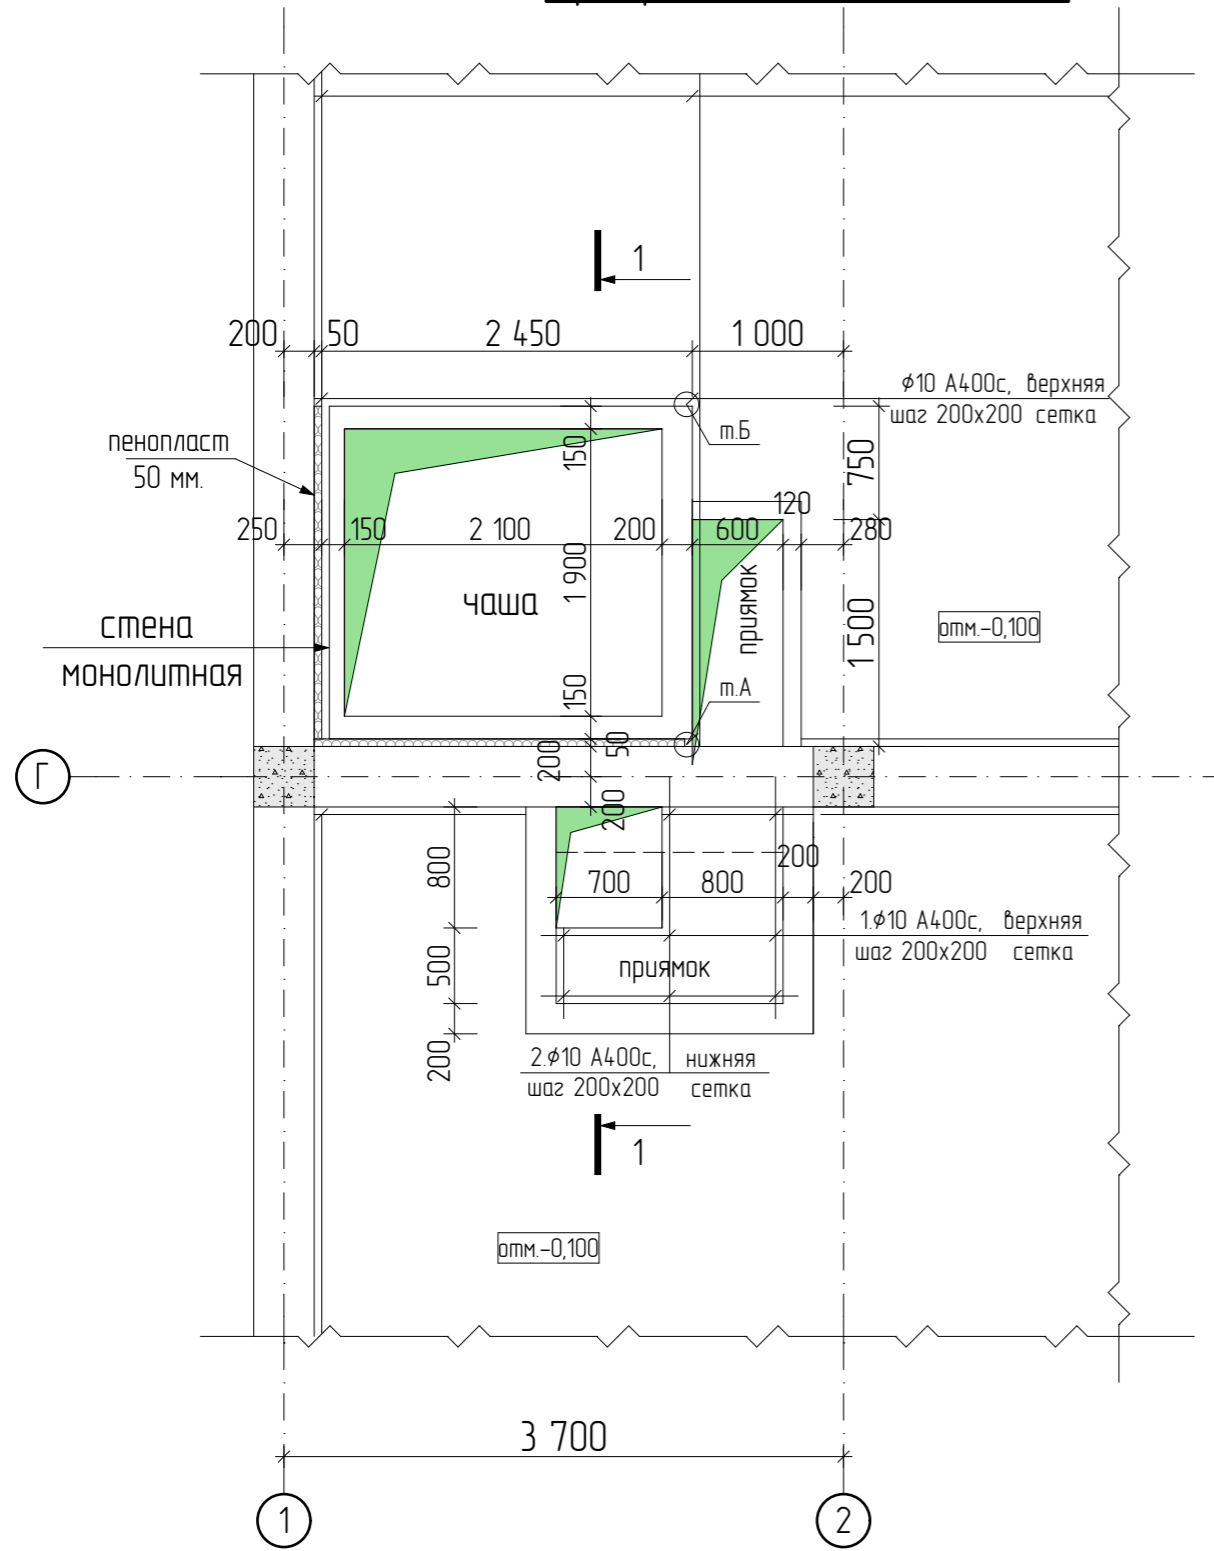 1
200 50 2 450 1 000
φ10 А400с, верхняя
шаг 200х200 сетка
т.Б
пенопласт
50 мм.
150
750
120
250 150 2 100 200 600 280
1 900
чаша
приямок
1 500
отм.-0,100
стена
монолитная
150
т.А
50
200
Г
200
800
200
700 800 200
1.φ10 А400с, верхняя
шаг 200х200 сетка
500
приямок
200
2.φ10 А400с, нижняя
шаг 200х200 сетка
1
отм.-0,100
3 700
1 2